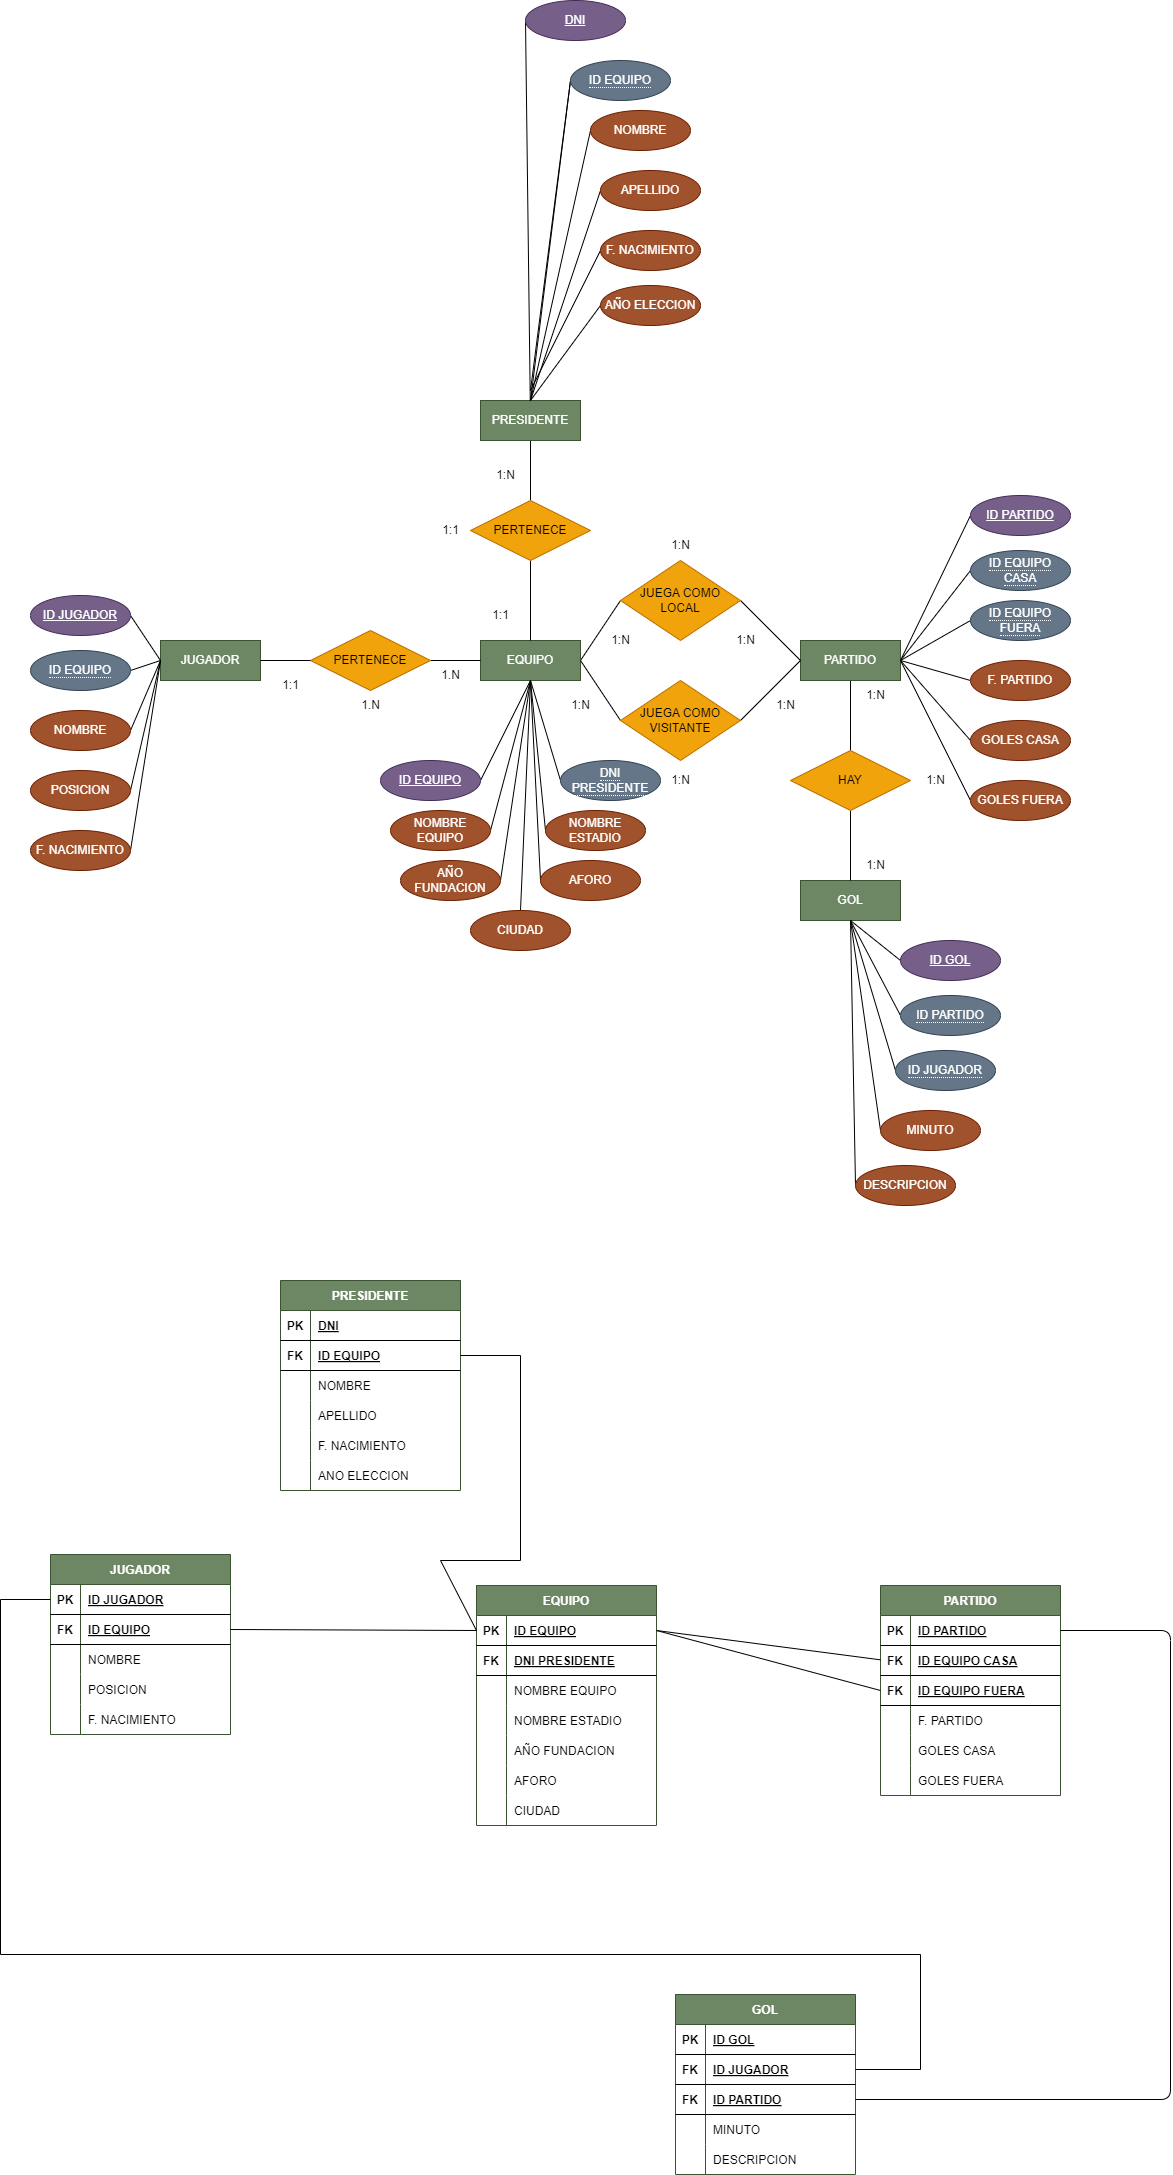 DNI
ID EQUIPO
NOMBRE
APELLIDO
F. NACIMIENTO
AÑO ELECCION
PRESIDENTE
1:N
1:1
PERTENECE
1:1
ID JUGADOR
ID EQUIPO
NOMBRE
POSICION
F. NACIMIENTO
JUGADOR
1:1
PERTENECE
1.N
1.N
EQUIPO
1:N
JUEGA COMO
LOCAL
1:N
1:N
1:N
JUEGA COMO
VISITANTE
1:N
1:N
ID EQUIPO
NOMBRE
EQUIPO
AÑO
FUNDACION
CIUDAD
DNI
PRESIDENTE
NOMBRE
ESTADIO
AFORO
PARTIDO
ID PARTIDO
ID EQUIPO
CASA
ID EQUIPO
FUERA
F. PARTIDO
GOLES CASA
GOLES FUERA
1:N
HAY
1:N
1:N
GOL
ID GOL
ID PARTIDO
ID JUGADOR
MINUTO
DESCRIPCION
PRESIDENTE
PK DNI
FK ID EQUIPO
NOMBRE
APELLIDO
F. NACIMIENTO
ANO ELECCION
JUGADOR
PK ID JUGADOR
FK ID EQUIPO
NOMBRE
POSICION
F. NACIMIENTO
EQUIPO
PK ID EQUIPO
FK DNI PRESIDENTE
NOMBRE EQUIPO
NOMBRE ESTADIO
AÑO FUNDACION
AFORO
CIUDAD
PARTIDO
PK ID PARTIDO
FK ID EQUIPO CASA
FK ID EQUIPO FUERA
F. PARTIDO
GOLES CASA
GOLES FUERA
GOL
PK ID GOL
FK ID JUGADOR
FK ID PARTIDO
MINUTO
DESCRIPCION